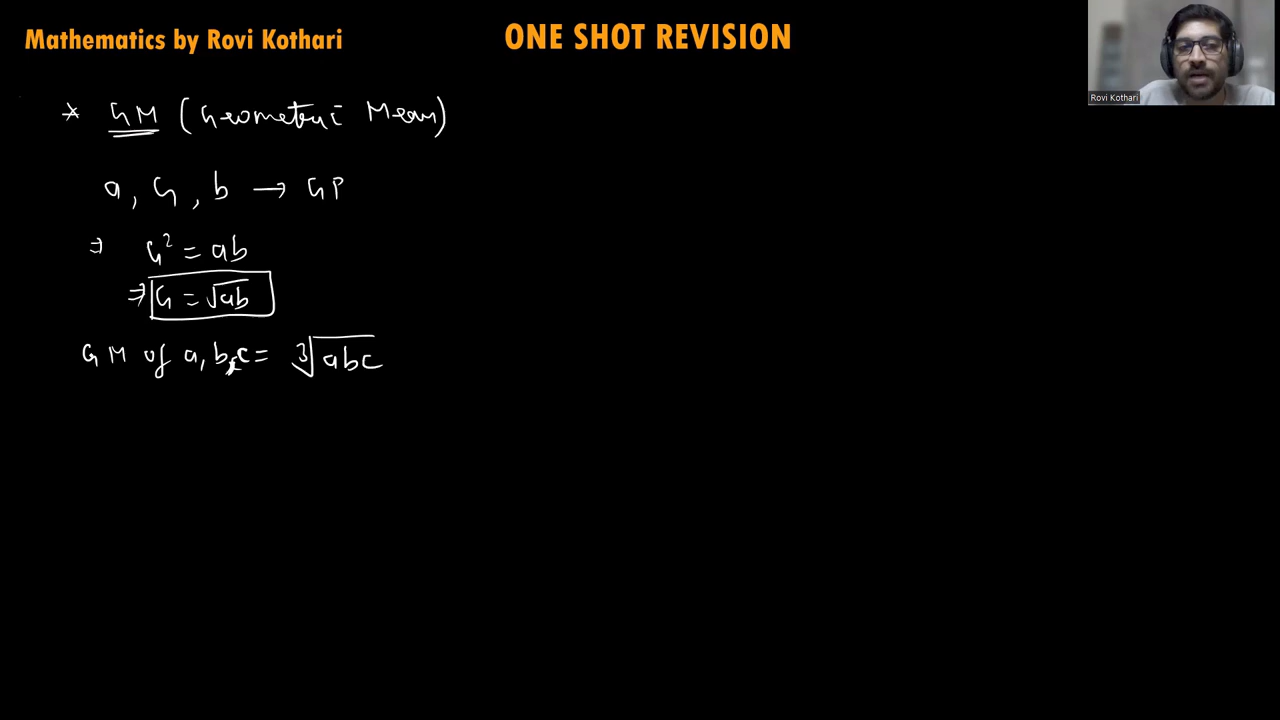 Mathematics by Rovi Kothari
ONE SHOT REVISION
Rovi Kothari
* GM (Geometric Mean)
a, G, b → GP
⇒ G² = ab
⇒ G = √ab
GM of a, b, c = ∛abc